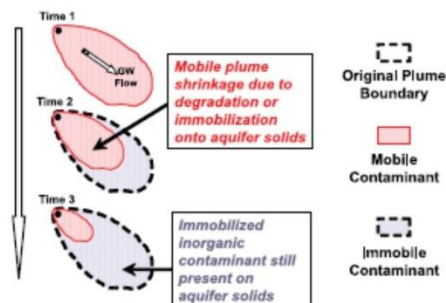 Time 1
GW
Flow
Time 2
Time 3
Mobile plume
shrinkage due to
degradation or
immobilization
onto aquifer solids
Immobilized
inorganic
contaminant still
present on
aquifer solids
Original Plume
Boundary
Mobile
Contaminant
Immobile
Contaminant